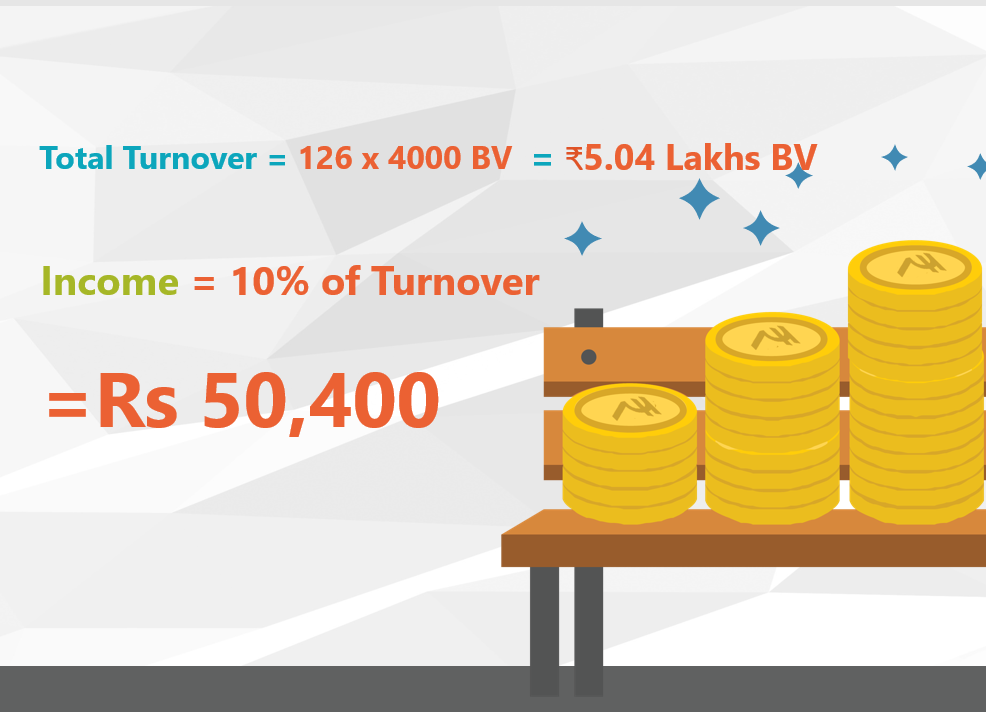 Total Turnover = 126 x 4000 BV = ₹5.04 Lakhs BV
Income = 10% of Turnover
=Rs 50,400